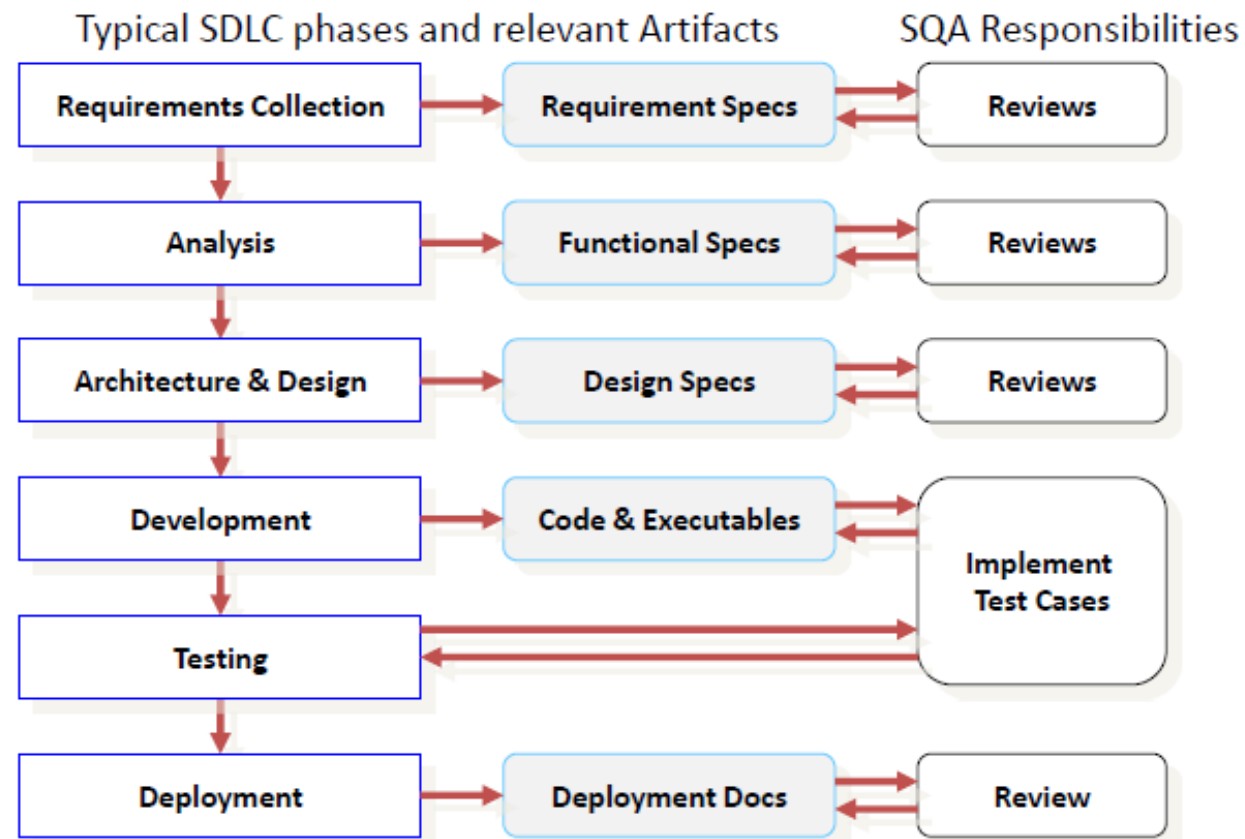 Typical SDLC phases and relevant Artifacts
SQA Responsibilities
Requirements Collection
Requirement Specs
Reviews
Analysis
Functional Specs
Reviews
Architecture & Design
Design Specs
Reviews
Development
Code & Executables
Implement
Test Cases
Testing
Deployment
Deployment Docs
Review